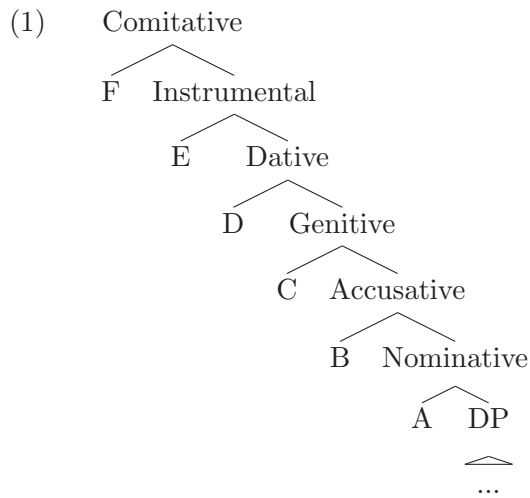 (1) Comitative
F Instrumental
E Dative
D Genitive
C Accusative
B Nominative
A DP
...